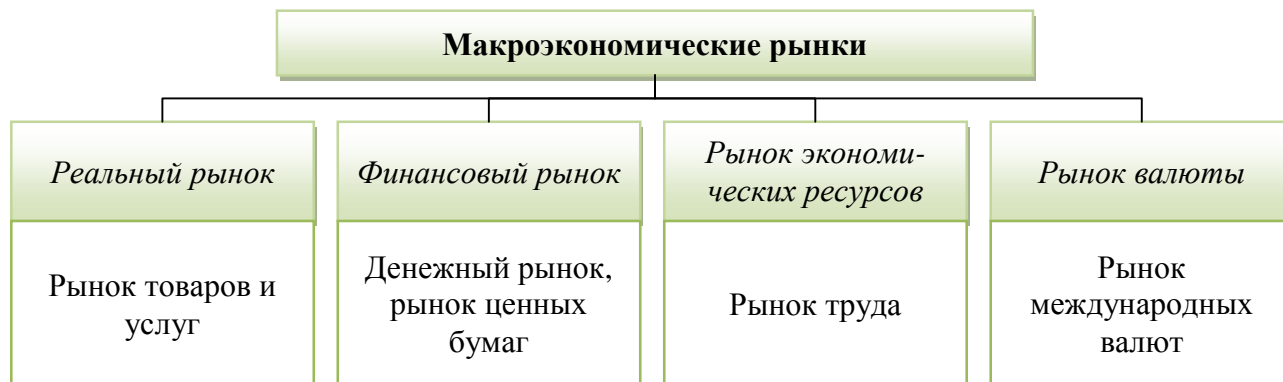 Макроэкономические рынки
Реальный рынок
Рынок товаров и
услуг
Финансовый рынок
Денежный рынок,
рынок ценных
бумаг
Рынок экономи-
ческих ресурсов
Рынок труда
Рынок валюты
Рынок
международных
валют